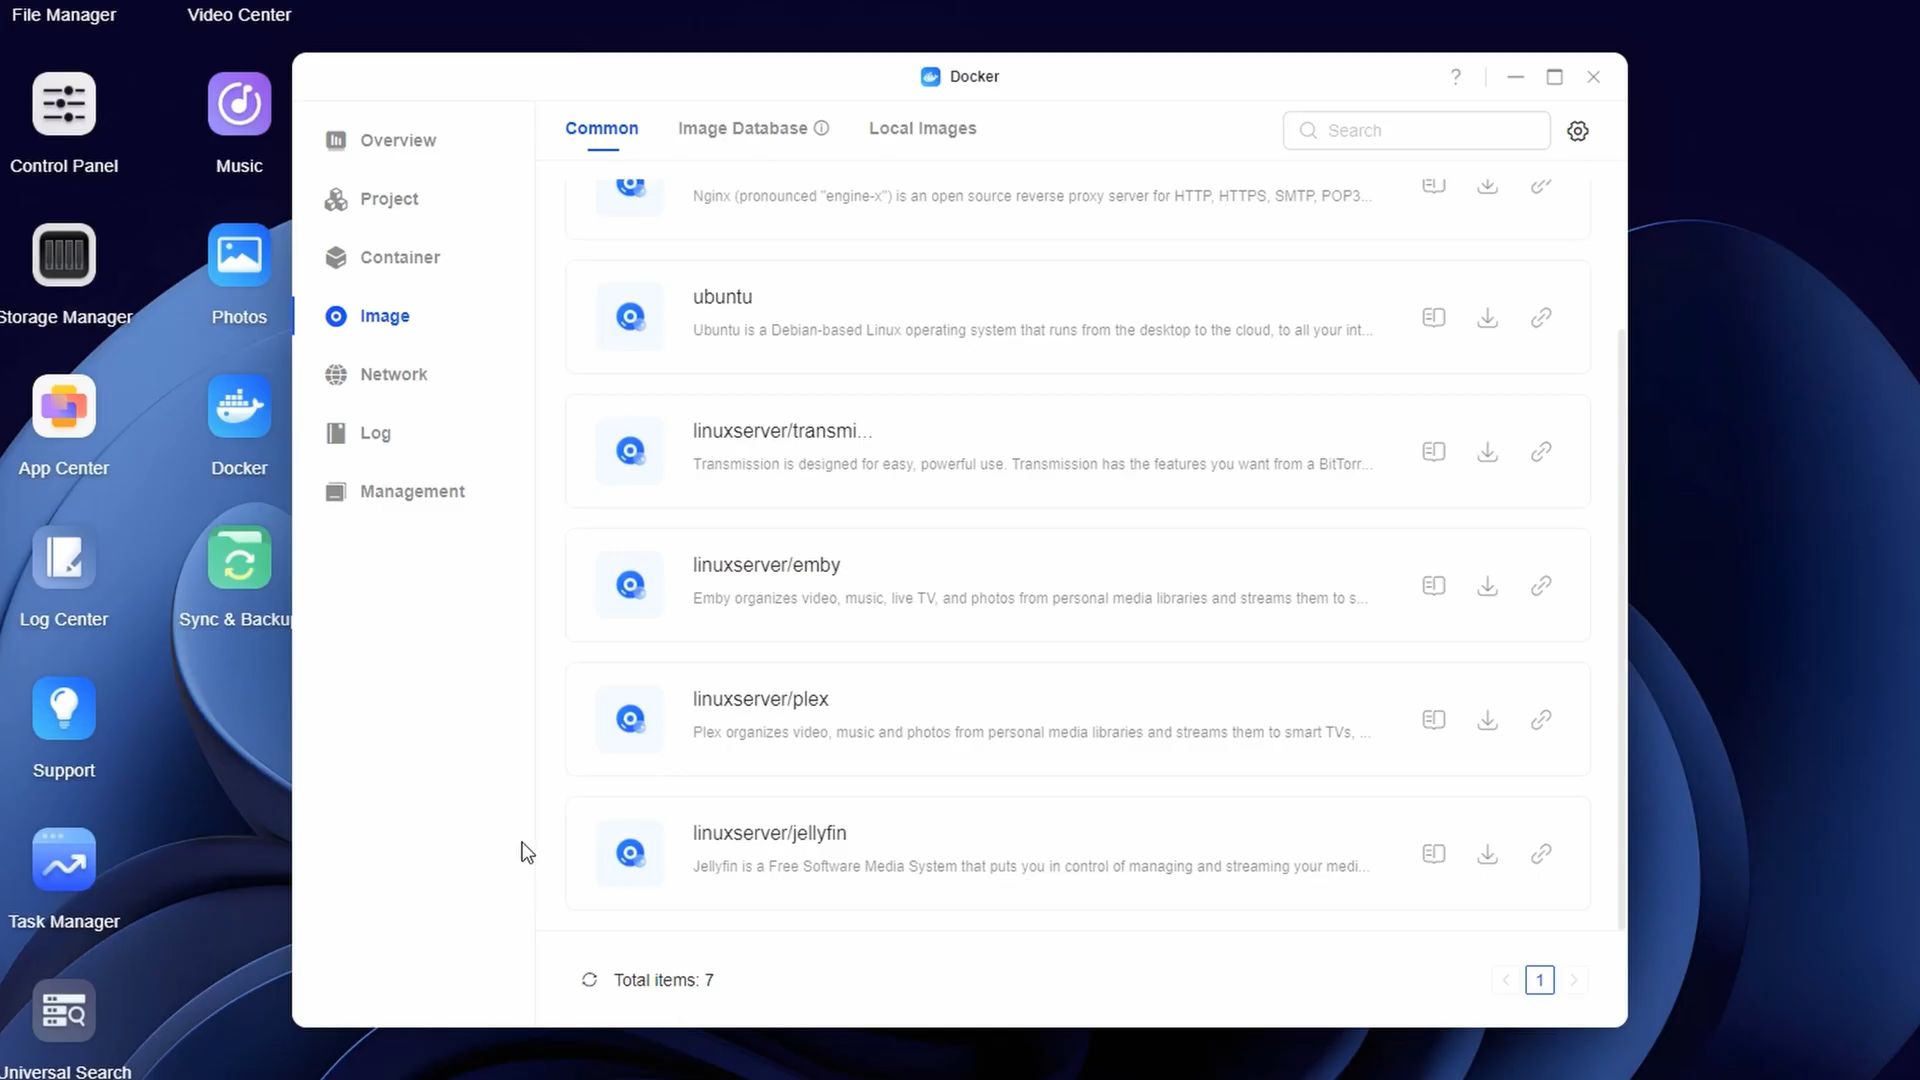 File Manager
Video Center
Control Panel
Music
Storage Manager
Photos
App Center
Docker
Log Center
Sync & Backu
Support
Task Manager
Universal Search
Docker
?
Overview
Project
Container
Image
Network
Log
Management
Common
Image Database
Local Images
Search
Nginx (pronounced "engine-x") is an open source reverse proxy server for HTTP, HTTPS, SMTP, POP3...
ubuntu
Ubuntu is a Debian-based Linux operating system that runs from the desktop to the cloud, to all your int...
linuxserver/transmi...
Transmission is designed for easy, powerful use. Transmission has the features you want from a BitTorr...
linuxserver/emby
Emby organizes video, music, live TV, and photos from personal media libraries and streams them to s...
linuxserver/plex
Plex organizes video, music and photos from personal media libraries and streams them to smart TVs, ...
linuxserver/jellyfin
Jellyfin is a Free Software Media System that puts you in control of managing and streaming your medi...
Total items: 7
1